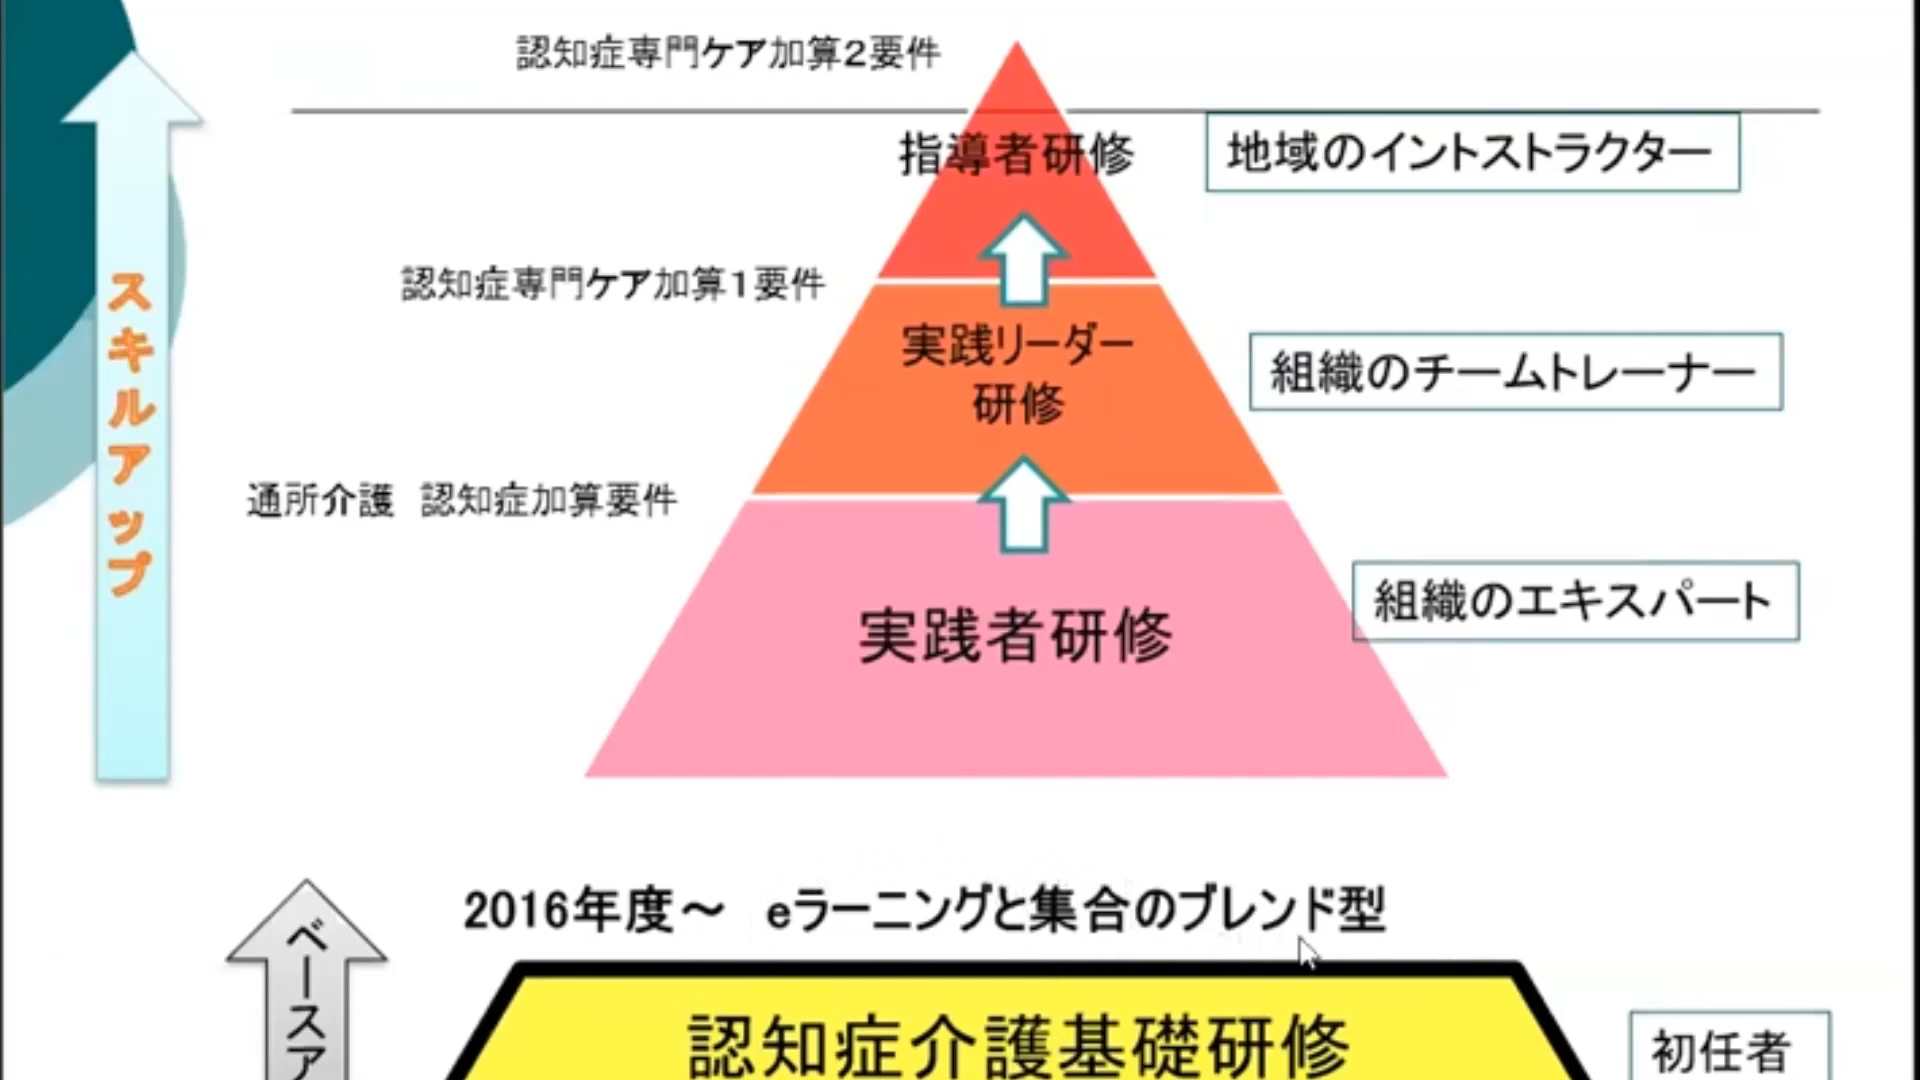 認知症専門ケア加算2要件
指導者研修
地域のイントストラクター
認知症専門ケア加算1要件
実践リーダー
研修
組織のチームトレーナー
スキルアップ
通所介護　認知症加算要件
実践者研修
組織のエキスパート
2016年度～　eラーニングと集合のブレンド型
ベースア
認知症介護基礎研修
初任者